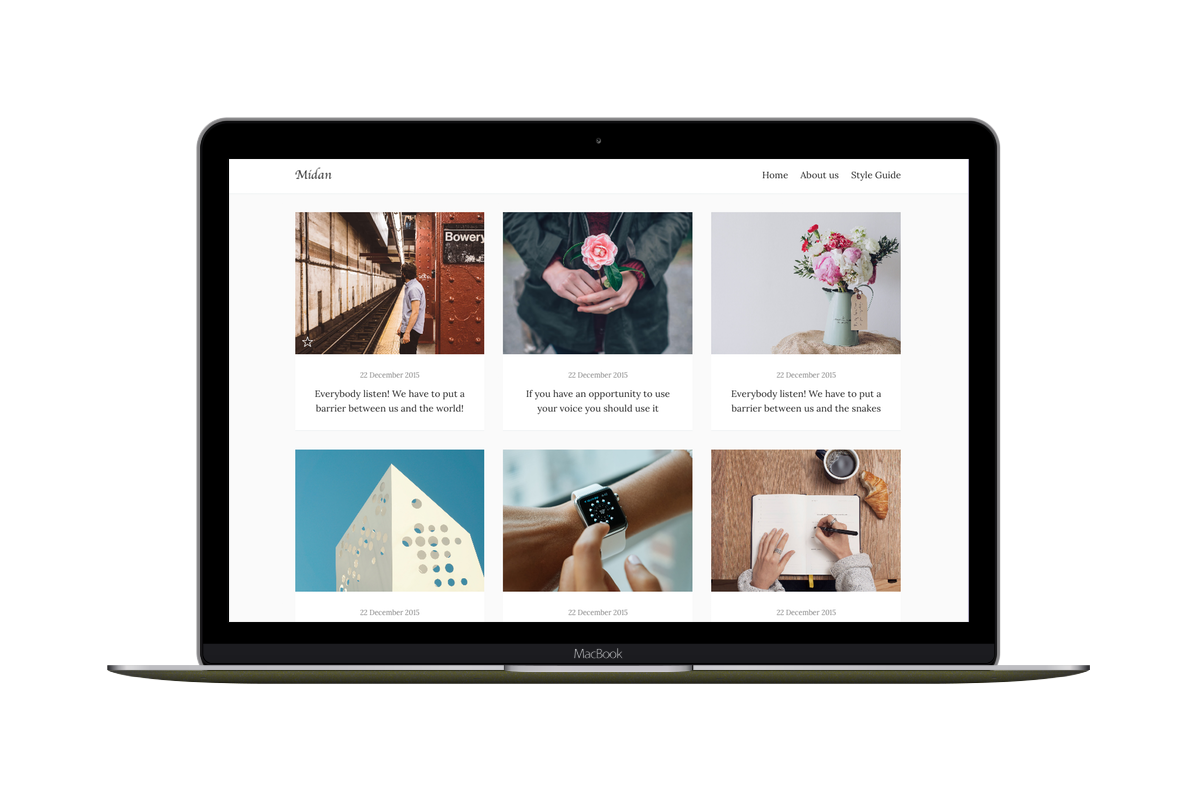 Midan
Home About us Style Guide
Bowery
22 December 2015
Everybody listen! We have to put a
barrier between us and the world!
22 December 2015
If you have an opportunity to use
your voice you should use it
22 December 2015
Everybody listen! We have to put a
barrier between us and the snakes
22 December 2015
22 December 2015
22 December 2015
MacBook